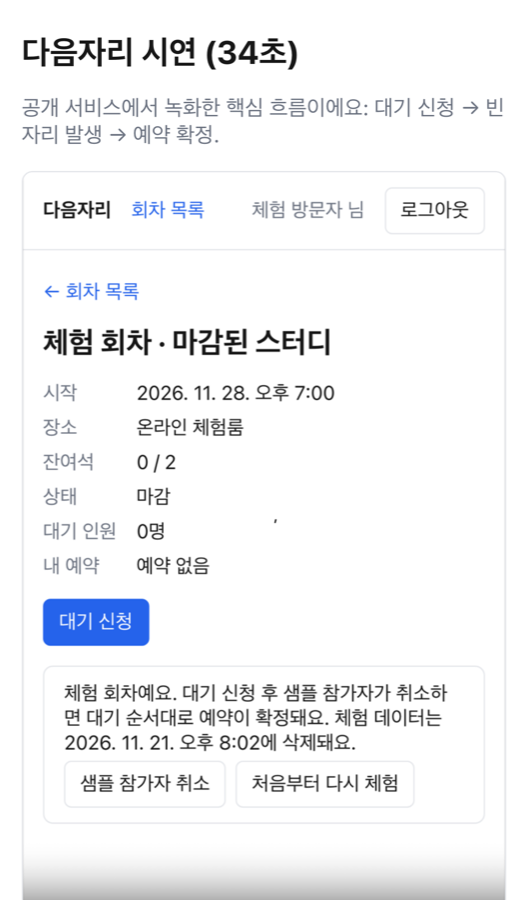 다음자리 시연 (34초)
공개 서비스에서 녹화한 핵심 흐름이에요: 대기 신청 → 빈
자리 발생 → 예약 확정.
다음자리 회차 목록 체험 방문자 님 로그아웃
← 회차 목록
체험 회차 · 마감된 스터디
시작 2026. 11. 28. 오후 7:00
장소 온라인 체험룸
잔여석 0 / 2
상태 마감
대기 인원 0명
내 예약 예약 없음
대기 신청
체험 회차예요. 대기 신청 후 샘플 참가자가 취소하
면 대기 순서대로 예약이 확정돼요. 체험 데이터는
2026. 11. 21. 오후 8:02에 삭제돼요.
샘플 참가자 취소 처음부터 다시 체험